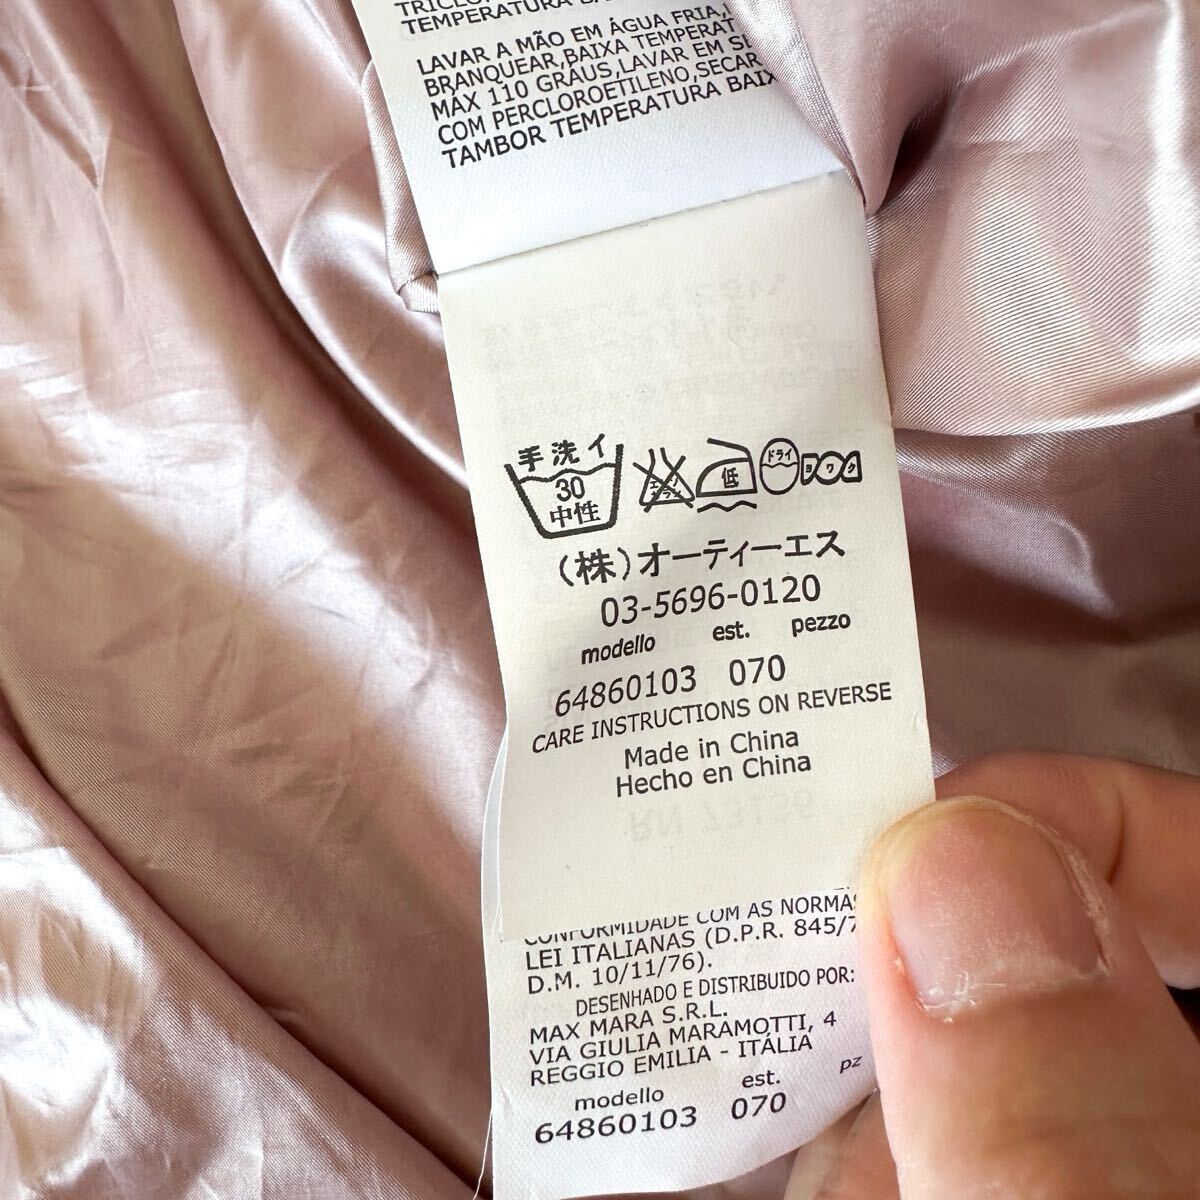 TEMPERATURA
LAVAR A MÃO EM ÁGUA FRIA,
BRANQUEAR,BAIXA
MAX 110 GRAUS,LAVAR EM
COM PERCLOROETILENO,SECAR
TAMBOR TEMPERATURA
手洗イ
30
中性
低
ドライ
ヨワク
(株)オーティーエス
03-5696-0120
modello est. pezzo
64860103 070
CARE INSTRUCTIONS ON REVERSE
Made in China
Hecho en China
RN 73136
CONFORMIDADE COM AS NORMAS
LEI ITALIANAS (D.P.R. 845/7
D.M. 10/11/76).
DESENHADO E DISTRIBUIDO POR:
MAX MARA S.R.L.
VIA GIULIA MARAMOTTI, 4
REGGIO EMILIA - ITÁLIA
modello est. pz
64860103 070